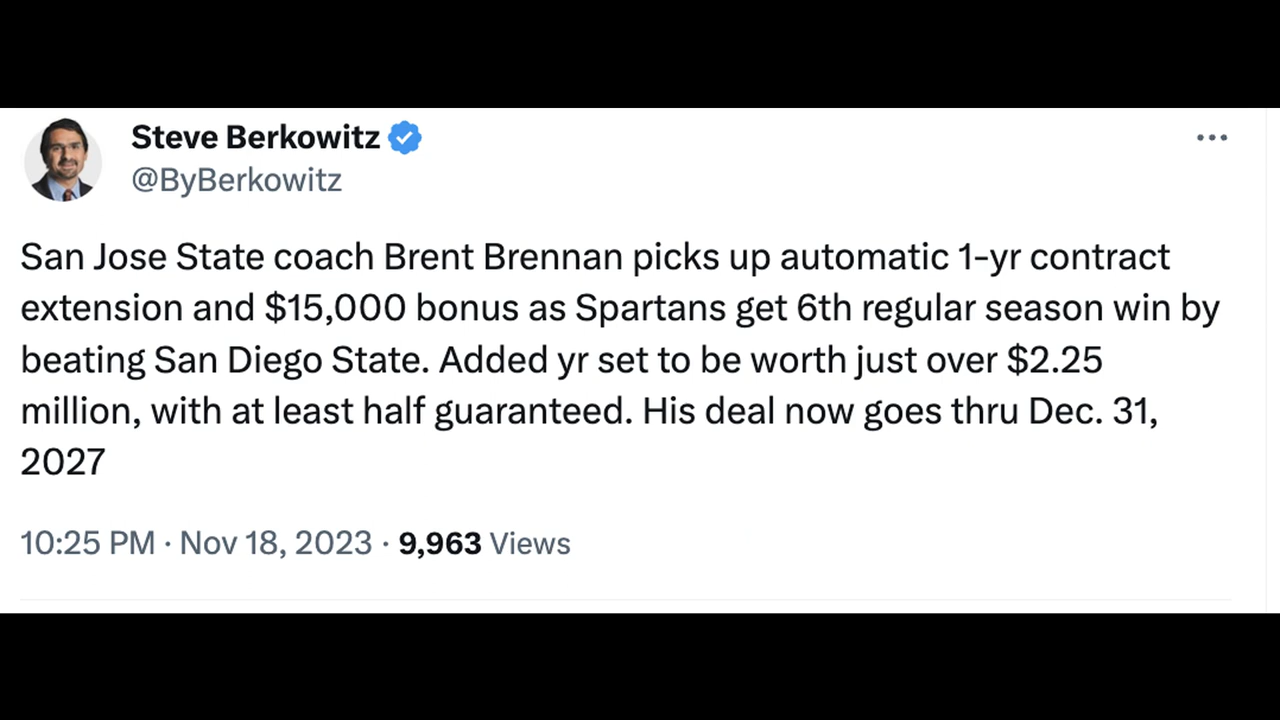 Steve Berkowitz
@ByBerkowitz
San Jose State coach Brent Brennan picks up automatic 1-yr contract
extension and $15,000 bonus as Spartans get 6th regular season win by
beating San Diego State. Added yr set to be worth just over $2.25
million, with at least half guaranteed. His deal now goes thru Dec. 31,
2027
10:25 PM · Nov 18, 2023 · 9,963 Views